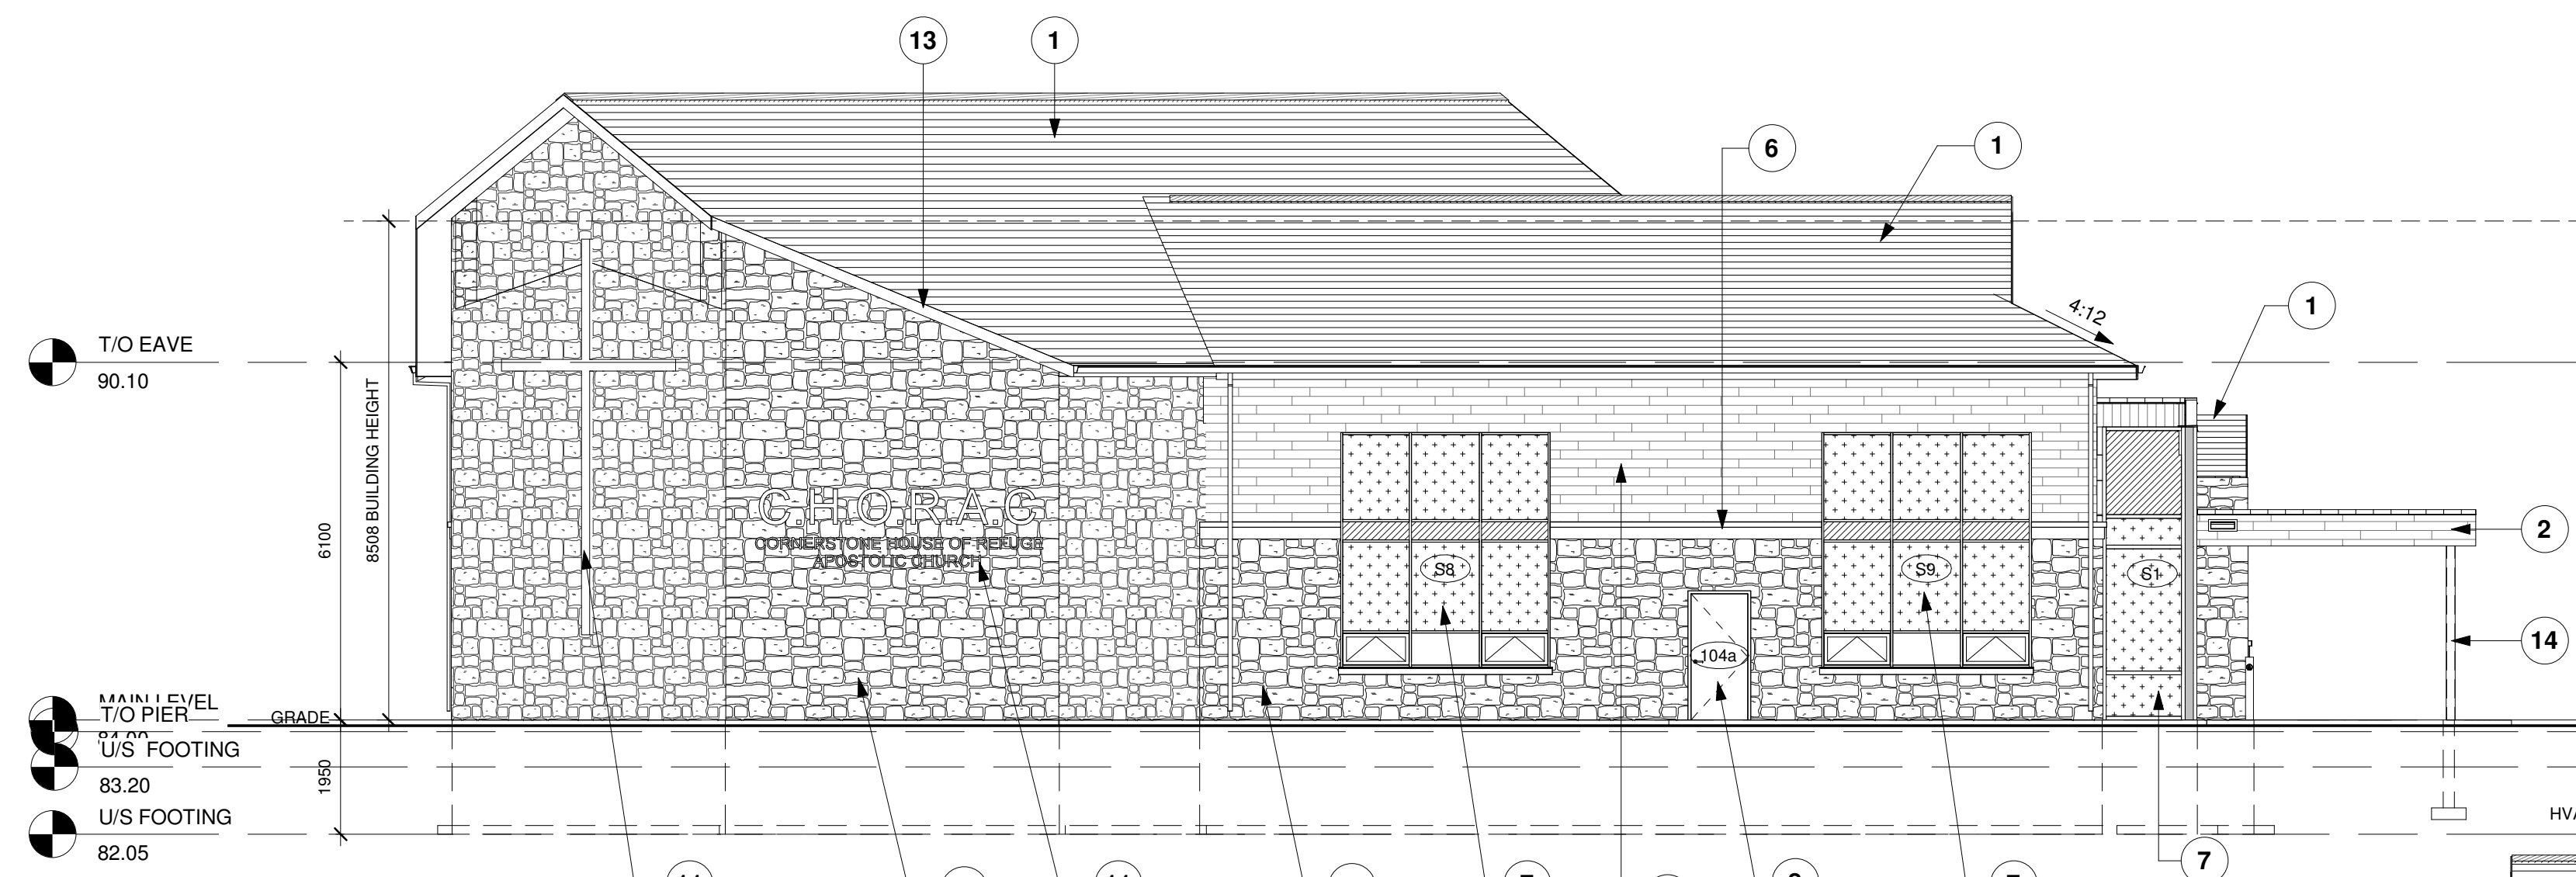 13
1
6
1
4:12
1
T/O EAVE
90.10
6100
8508 BUILDING HEIGHT
C.H.O.R.A.C
CORNERSTONE HOUSE OF REFUGE
APOSTOLIC CHURCH
S8
S9
S1
2
104a
14
MAIN LEVEL
T/O PIER
84.00
GRADE
U/S FOOTING
83.20
1950
U/S FOOTING
82.05
7